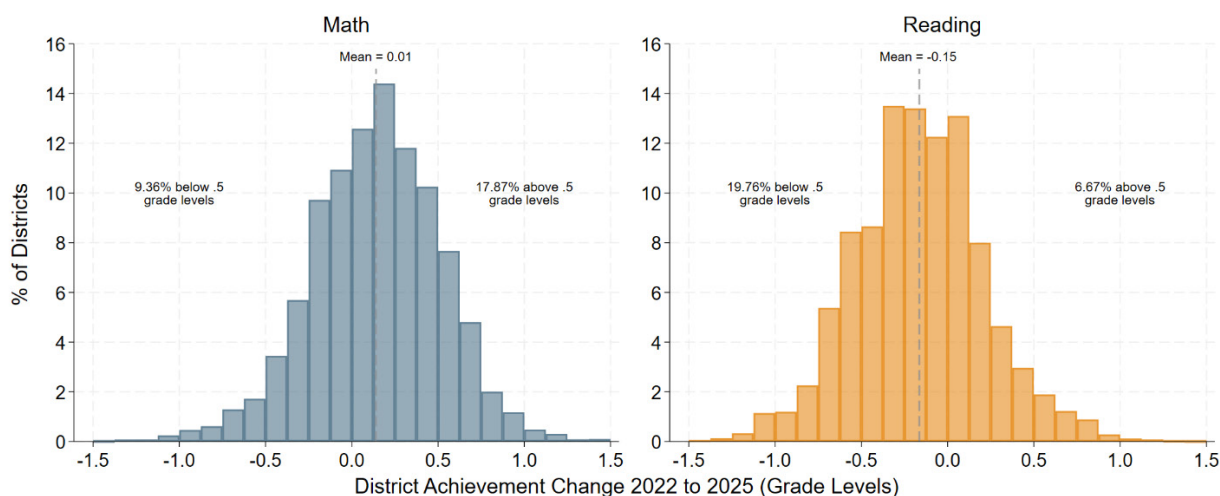 Math
Mean = 0.01
9.36% below .5
grade levels
17.87% above .5
grade levels
% of Districts
16
14
12
10
8
6
4
2
0
-1.5 -1.0 -0.5 0.0 0.5 1.0 1.5
Reading
Mean = -0.15
19.76% below .5
grade levels
6.67% above .5
grade levels
16
14
12
10
8
6
4
2
0
-1.5 -1.0 -0.5 0.0 0.5 1.0 1.5
District Achievement Change 2022 to 2025 (Grade Levels)